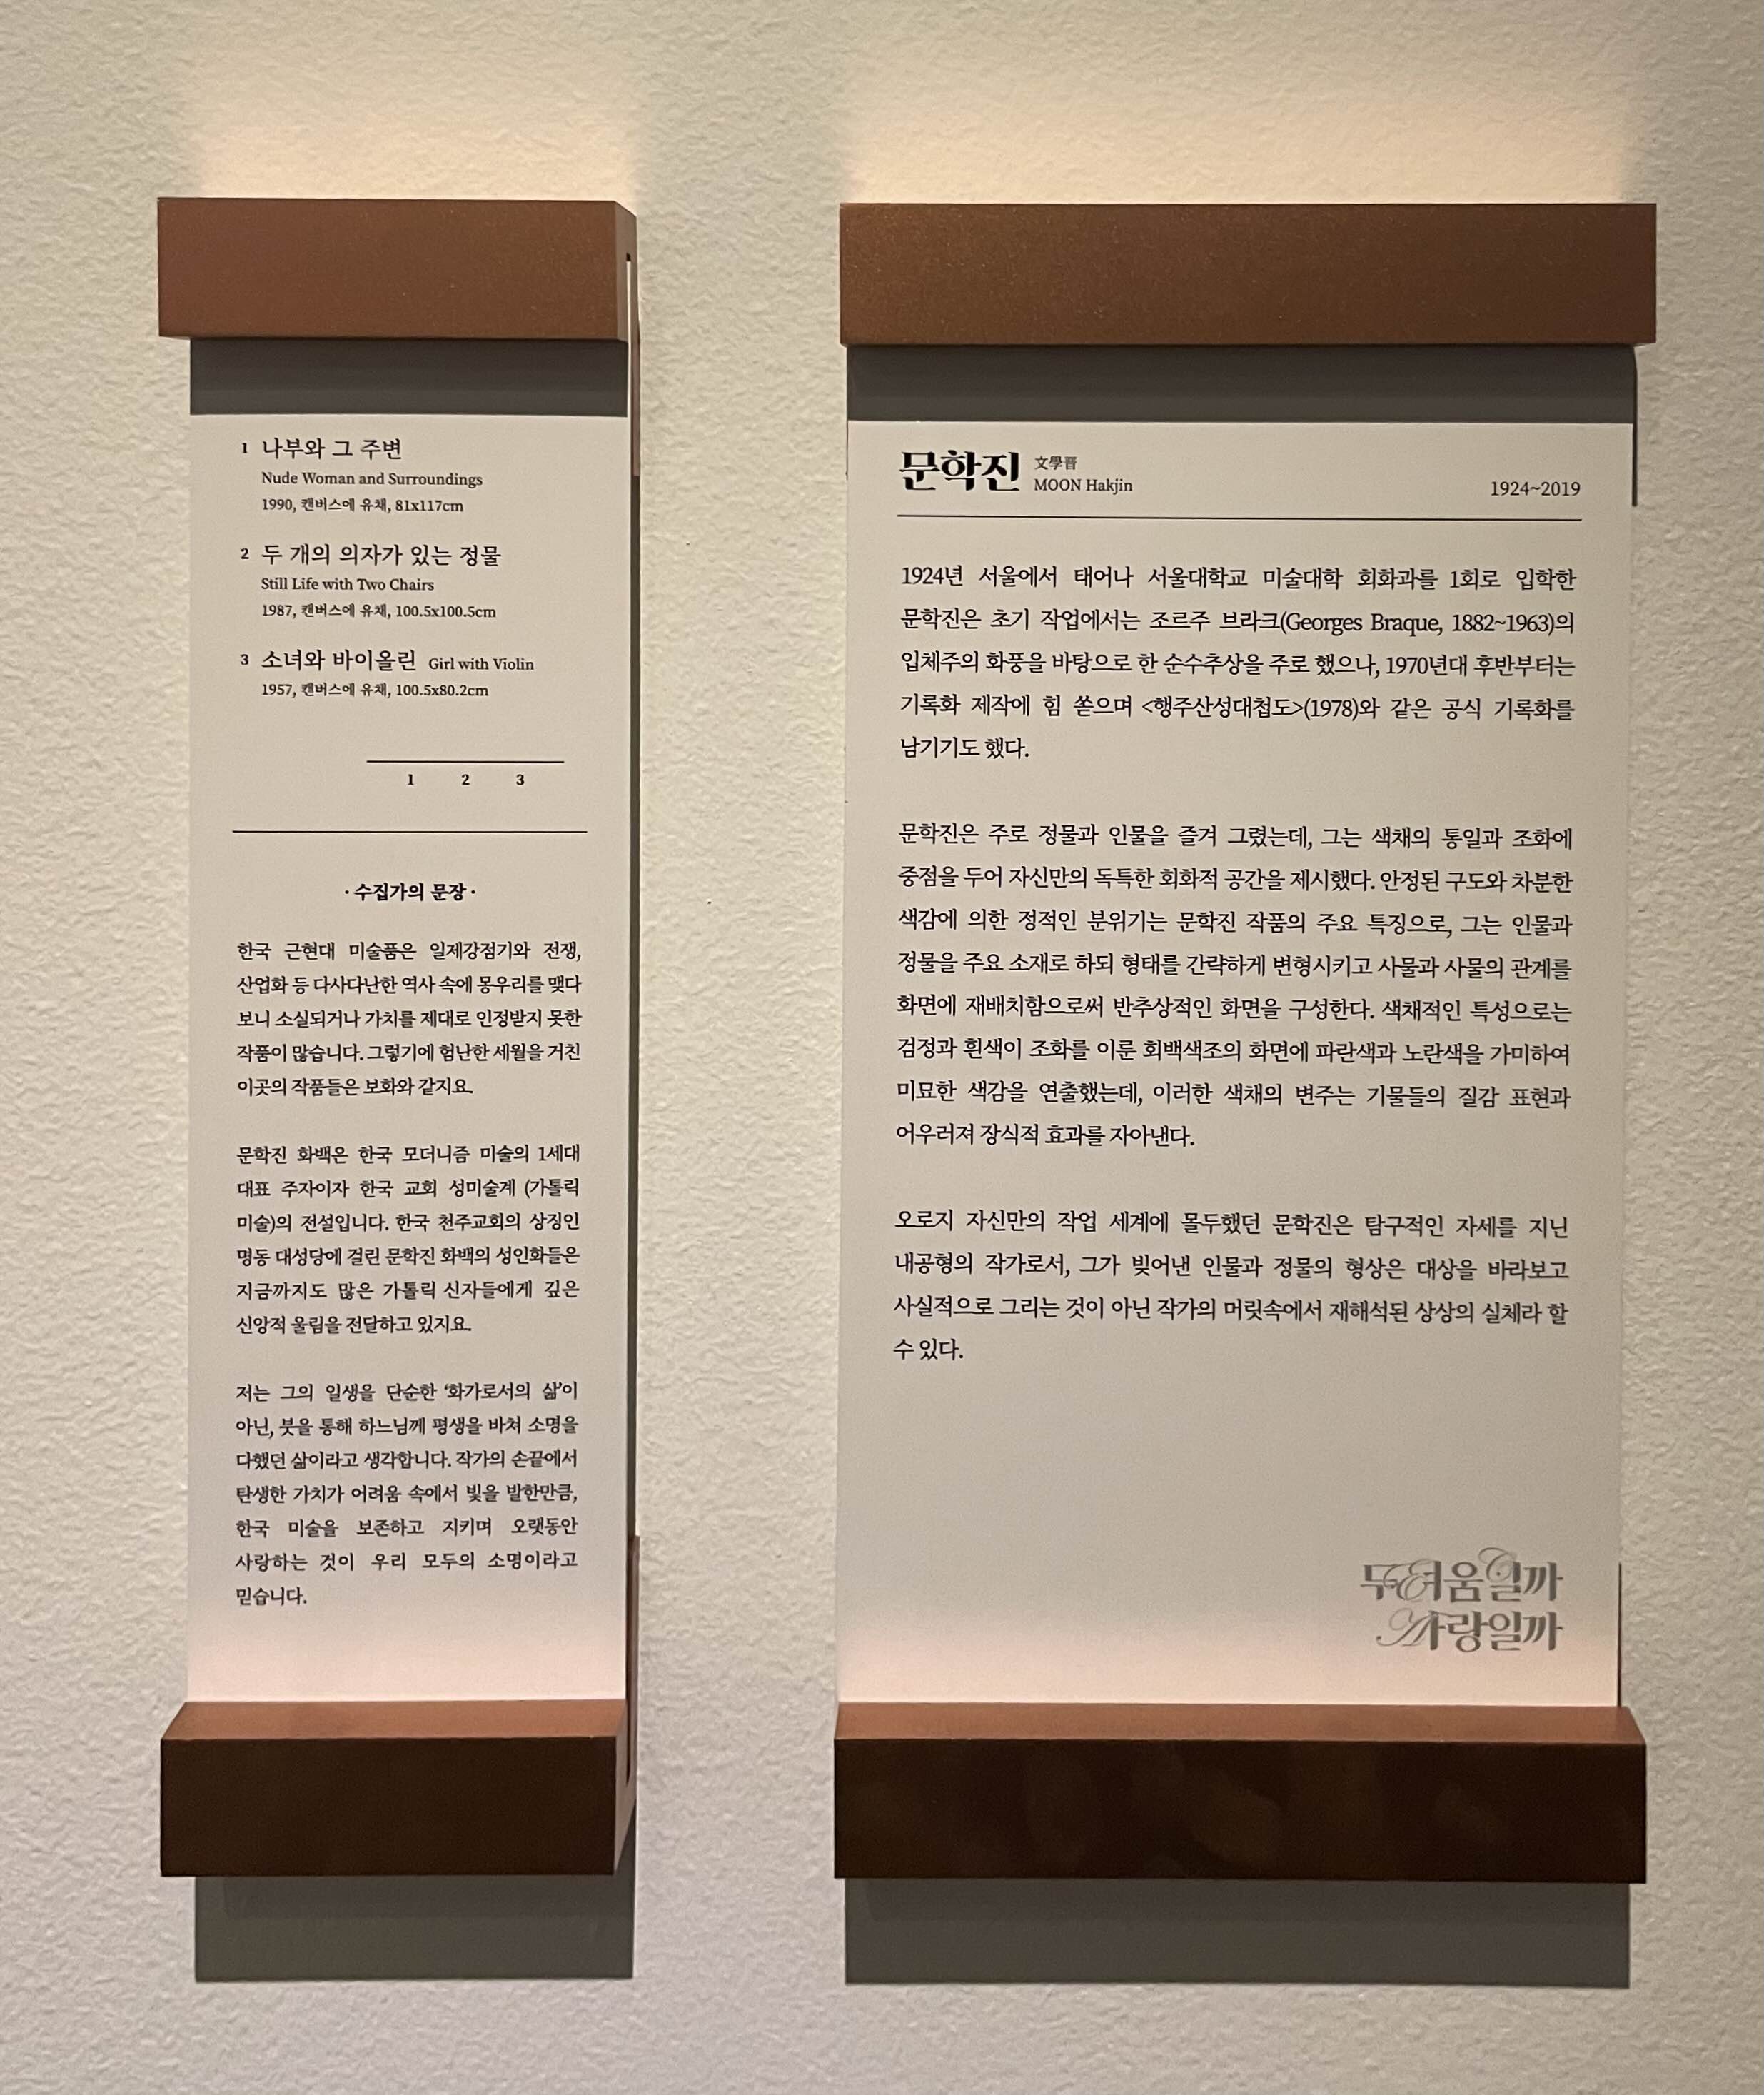 1 나부와 그 주변
Nude Woman and Surroundings
1990, 캔버스에 유채, 81x117cm
2 두 개의 의자가 있는 정물
Still Life with Two Chairs
1987, 캔버스에 유채, 100.5x100.5cm
3 소녀와 바이올린 Girl with Violin
1957, 캔버스에 유채, 100.5x80.2cm
1 2 3
· 수집가의 문장 ·
한국 근현대 미술품은 일제강점기와 전쟁,
산업화 등 다사다난한 역사 속에 몽우리를 맺다
보니 소실되거나 가치를 제대로 인정받지 못한
작품이 많습니다. 그렇기에 험난한 세월을 거친
이곳의 작품들은 보화와 같지요.
문학진 화백은 한국 모더니즘 미술의 1세대
대표 주자이자 한국 교회 성미술계 (가톨릭
미술)의 전설입니다. 한국 천주교회의 상징인
명동 대성당에 걸린 문학진 화백의 성인화들은
지금까지도 많은 가톨릭 신자들에게 깊은
신앙적 울림을 전달하고 있지요.
저는 그의 일생을 단순한 ‘화가로서의 삶’이
아닌, 붓을 통해 하느님께 평생을 바쳐 소명을
다했던 삶이라고 생각합니다. 작가의 손끝에서
탄생한 가치가 어려움 속에서 빛을 발한만큼,
한국 미술을 보존하고 지키며 오랫동안
사랑하는 것이 우리 모두의 소명이라고
믿습니다.
문학진 文學晋
MOON Hakjin 1924~2019
1924년 서울에서 태어나 서울대학교 미술대학 회화과를 1회로 입학한
문학진은 초기 작업에서는 조르주 브라크(Georges Braque, 1882~1963)의
입체주의 화풍을 바탕으로 한 순수추상을 주로 했으나, 1970년대 후반부터는
기록화 제작에 힘 쏟으며 <행주산성대첩도>(1978)와 같은 공식 기록화를
남기기도 했다.
문학진은 주로 정물과 인물을 즐겨 그렸는데, 그는 색채의 통일과 조화에
중점을 두어 자신만의 독특한 회화적 공간을 제시했다. 안정된 구도와 차분한
색감에 의한 정적인 분위기는 문학진 작품의 주요 특징으로, 그는 인물과
정물을 주요 소재로 하되 형태를 간략하게 변형시키고 사물과 사물의 관계를
화면에 재배치함으로써 반추상적인 화면을 구성한다. 색채적인 특성으로는
검정과 흰색이 조화를 이룬 회백색조의 화면에 파란색과 노란색을 가미하여
미묘한 색감을 연출했는데, 이러한 색채의 변주는 기물들의 질감 표현과
어우러져 장식적 효과를 자아낸다.
오로지 자신만의 작업 세계에 몰두했던 문학진은 탐구적인 자세를 지닌
내공형의 작가로서, 그가 빚어낸 인물과 정물의 형상은 대상을 바라보고
사실적으로 그리는 것이 아닌 작가의 머릿속에서 재해석된 상상의 실체라 할
수 있다.
두려움일까
사랑일까